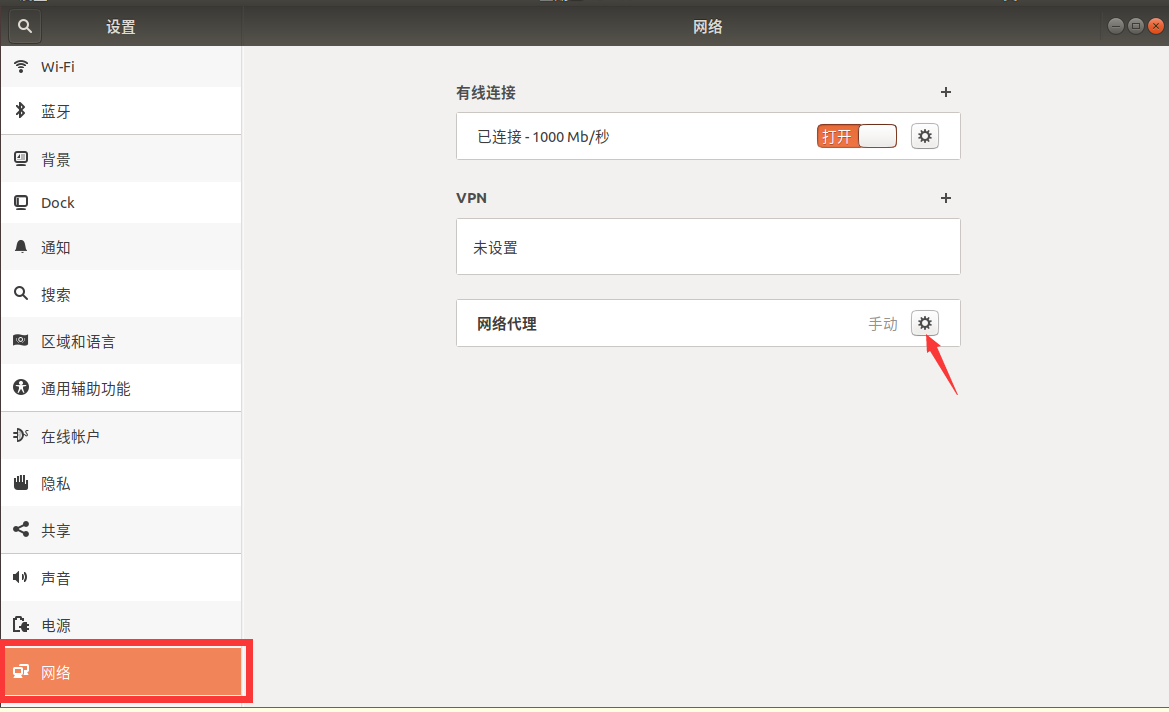 设置
网络
Wi-Fi
蓝牙
背景
Dock
通知
搜索
区域和语言
通用辅助功能
在线帐户
隐私
共享
声音
电源
网络
有线连接
已连接 - 1000 Mb/秒
打开
VPN
未设置
网络代理
手动